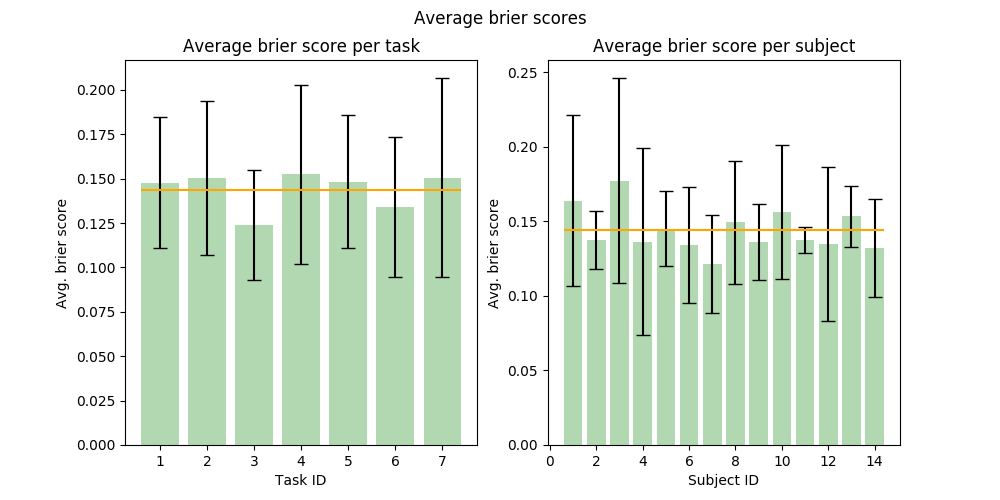 Average brier scores
Average brier score per task
Avg. brier score
0.200
0.175
0.150
0.125
0.100
0.075
0.050
0.025
0.000
1 2 3 4 5 6 7
Task ID
Average brier score per subject
Avg. brier score
0.25
0.20
0.15
0.10
0.05
0.00
0 2 4 6 8 10 12 14
Subject ID